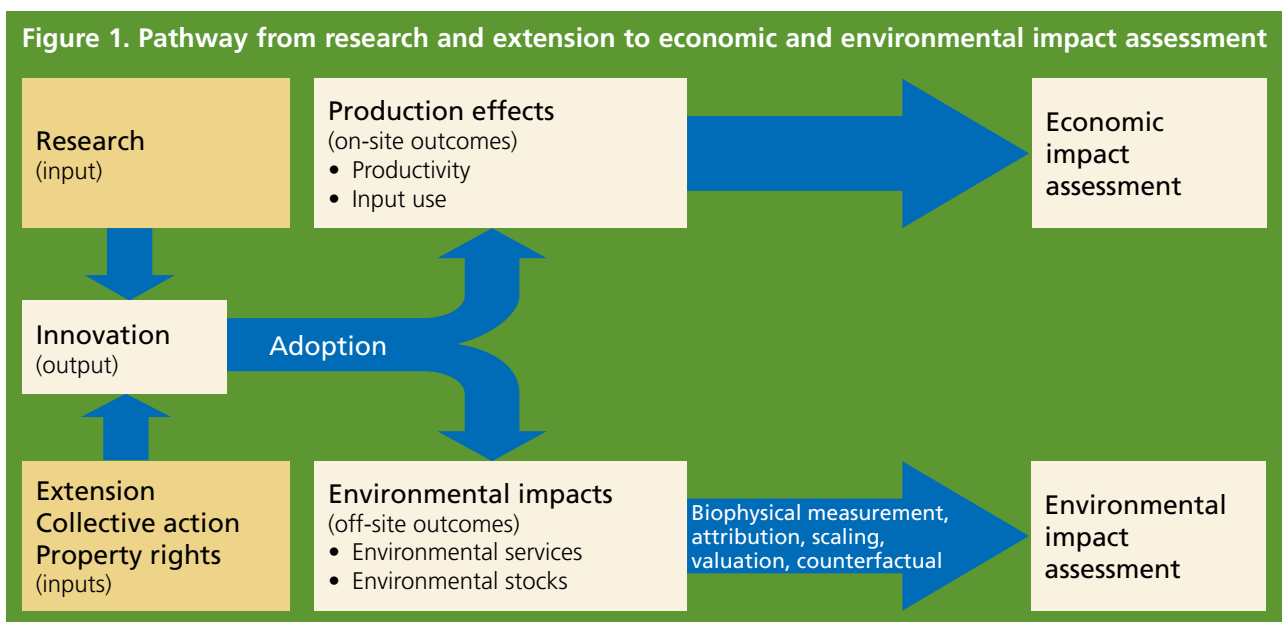 Figure 1. Pathway from research and extension to economic and environmental impact assessment
Research
(input)
Production effects
(on-site outcomes)
• Productivity
• Input use
Economic
impact
assessment
Innovation
(output)
Adoption
Extension
Collective action
Property rights
(inputs)
Environmental impacts
(off-site outcomes)
• Environmental services
• Environmental stocks
Biophysical measurement,
attribution, scaling,
valuation, counterfactual
Environmental
impact
assessment